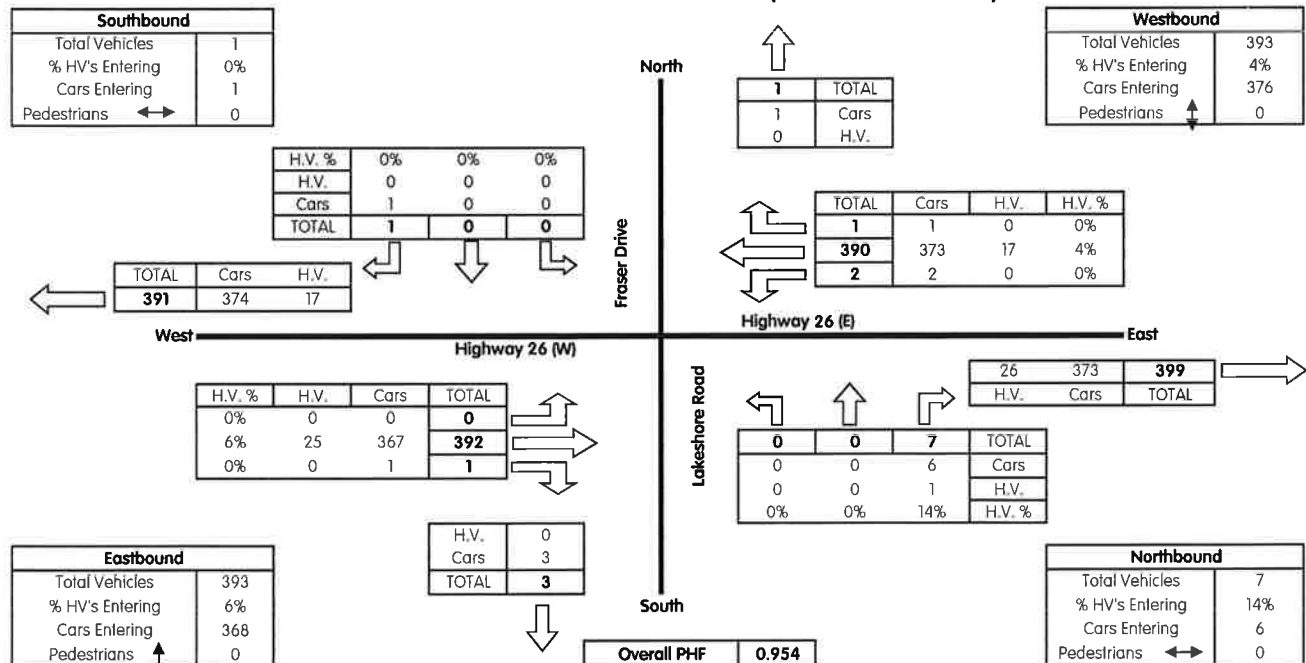 Southbound
Total Vehicles 1
% HV's Entering 0%
Cars Entering 1
Pedestrians 0
North
1 TOTAL
1 Cars
0 H.V.
Westbound
Total Vehicles 393
% HV's Entering 4%
Cars Entering 376
Pedestrians 0
H.V. % 0% 0% 0%
H.V. 0 0 0
Cars 1 0 0
TOTAL 1 0 0
Fraser Drive
TOTAL Cars H.V. H.V. %
1 1 0 0%
390 373 17 4%
2 2 0 0%
TOTAL Cars H.V.
391 374 17
West
Highway 26 (W)
Highway 26 (E)
East
H.V. % H.V. Cars TOTAL
0% 0 0 0
6% 25 367 392
0% 0 1 1
Lakeshore Road
26 373 399
H.V. Cars TOTAL
0 0 7 TOTAL
0 0 6 Cars
0 0 1 H.V.
0% 0% 14% H.V. %
H.V. 0
Cars 3
TOTAL 3
South
Eastbound
Total Vehicles 393
% HV's Entering 6%
Cars Entering 368
Pedestrians 0
Overall PHF 0.954
Northbound
Total Vehicles 7
% HV's Entering 14%
Cars Entering 6
Pedestrians 0